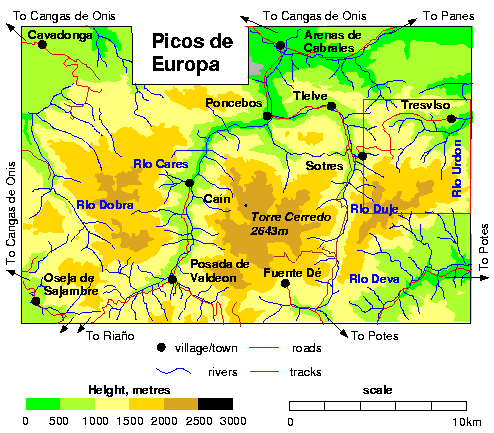 To Cangas de Onis
To Cangas de Onis
To Panes
Cavadonga
Picos de
Europa
Arenas de
Cabrales
Poncebos
Tielve
Tresviso
Rio Cares
Sotres
Rio Urdon
Cain
Rio Dobra
Torre Cerredo
2643m
Rio Duje
To Cangas de Onis
Posada de
Valdeon
Fuente Dé
Rio Deva
To Potes
Oseja de
Sajambre
To Riaño
To Potes
village/town
roads
rivers
tracks
Height, metres
0 500 1000 1500 2000 2500 3000
scale
0 10km